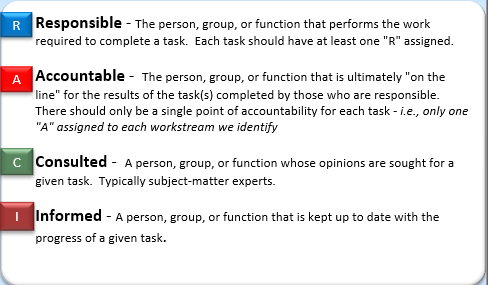 R Responsible - The person, group, or function that performs the work
required to complete a task. Each task should have at least one "R" assigned.
A Accountable - The person, group, or function that is ultimately "on the
line" for the results of the task(s) completed by those who are responsible.
There should only be a single point of accountability for each task - i.e., only one
"A" assigned to each workstream we identify
C Consulted - A person, group, or function whose opinions are sought for a
given task. Typically subject-matter experts.
I Informed - A person, group, or function that is kept up to date with the
progress of a given task.